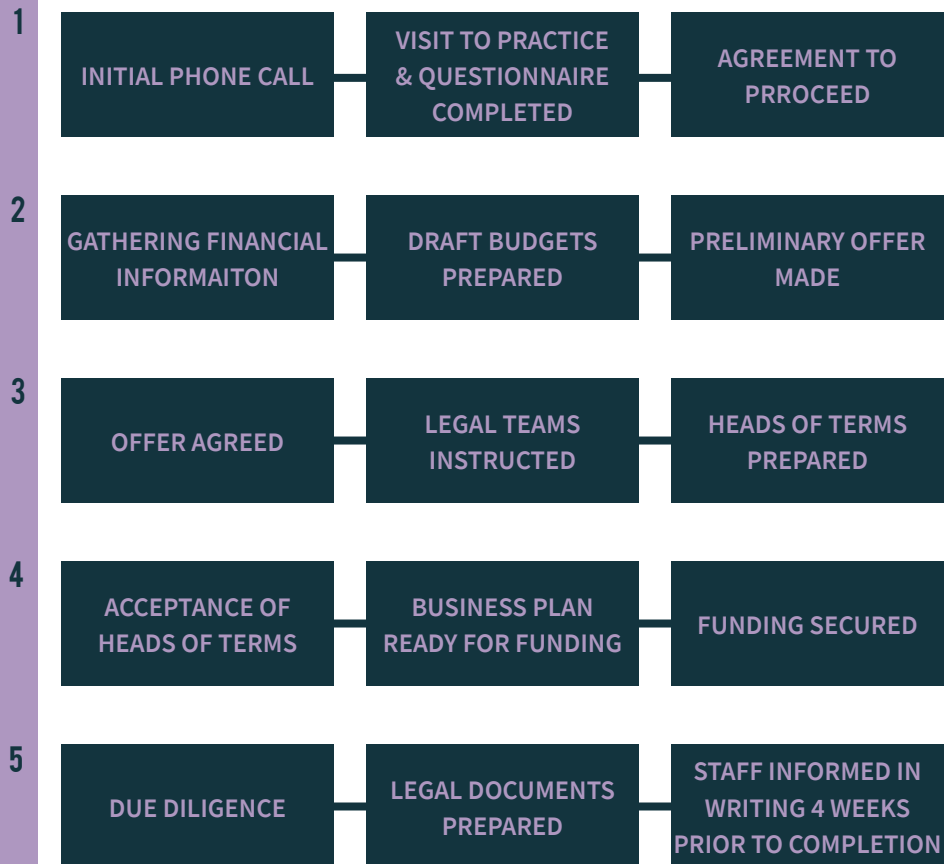 1
INITIAL PHONE CALL
VISIT TO PRACTICE
& QUESTIONNAIRE
COMPLETED
AGREEMENT TO
PRROCEED
2
GATHERING FINANCIAL
INFORMAITON
DRAFT BUDGETS
PREPARED
PRELIMINARY OFFER
MADE
3
OFFER AGREED
LEGAL TEAMS
INSTRUCTED
HEADS OF TERMS
PREPARED
4
ACCEPTANCE OF
HEADS OF TERMS
BUSINESS PLAN
READY FOR FUNDING
FUNDING SECURED
5
DUE DILIGENCE
LEGAL DOCUMENTS
PREPARED
STAFF INFORMED IN
WRITING 4 WEEKS
PRIOR TO COMPLETION